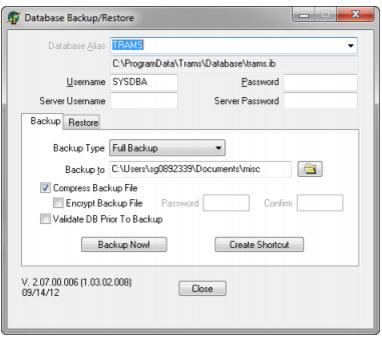 Database Backup/Restore
Database Alias TRAMS
C:\ProgramData\Trams\Database\trams.ib
Username SYSDBA Password
Server Username Server Password
Backup Restore
Backup Type Full Backup
Backup to C:\Users\sg0892339\Documents\misc
Compress Backup File
Encrypt Backup File Password Confirm
Validate DB Prior To Backup
Backup Now! Create Shortcut
V. 2.07.00.006 (1.03.02.008)
09/14/12
Close